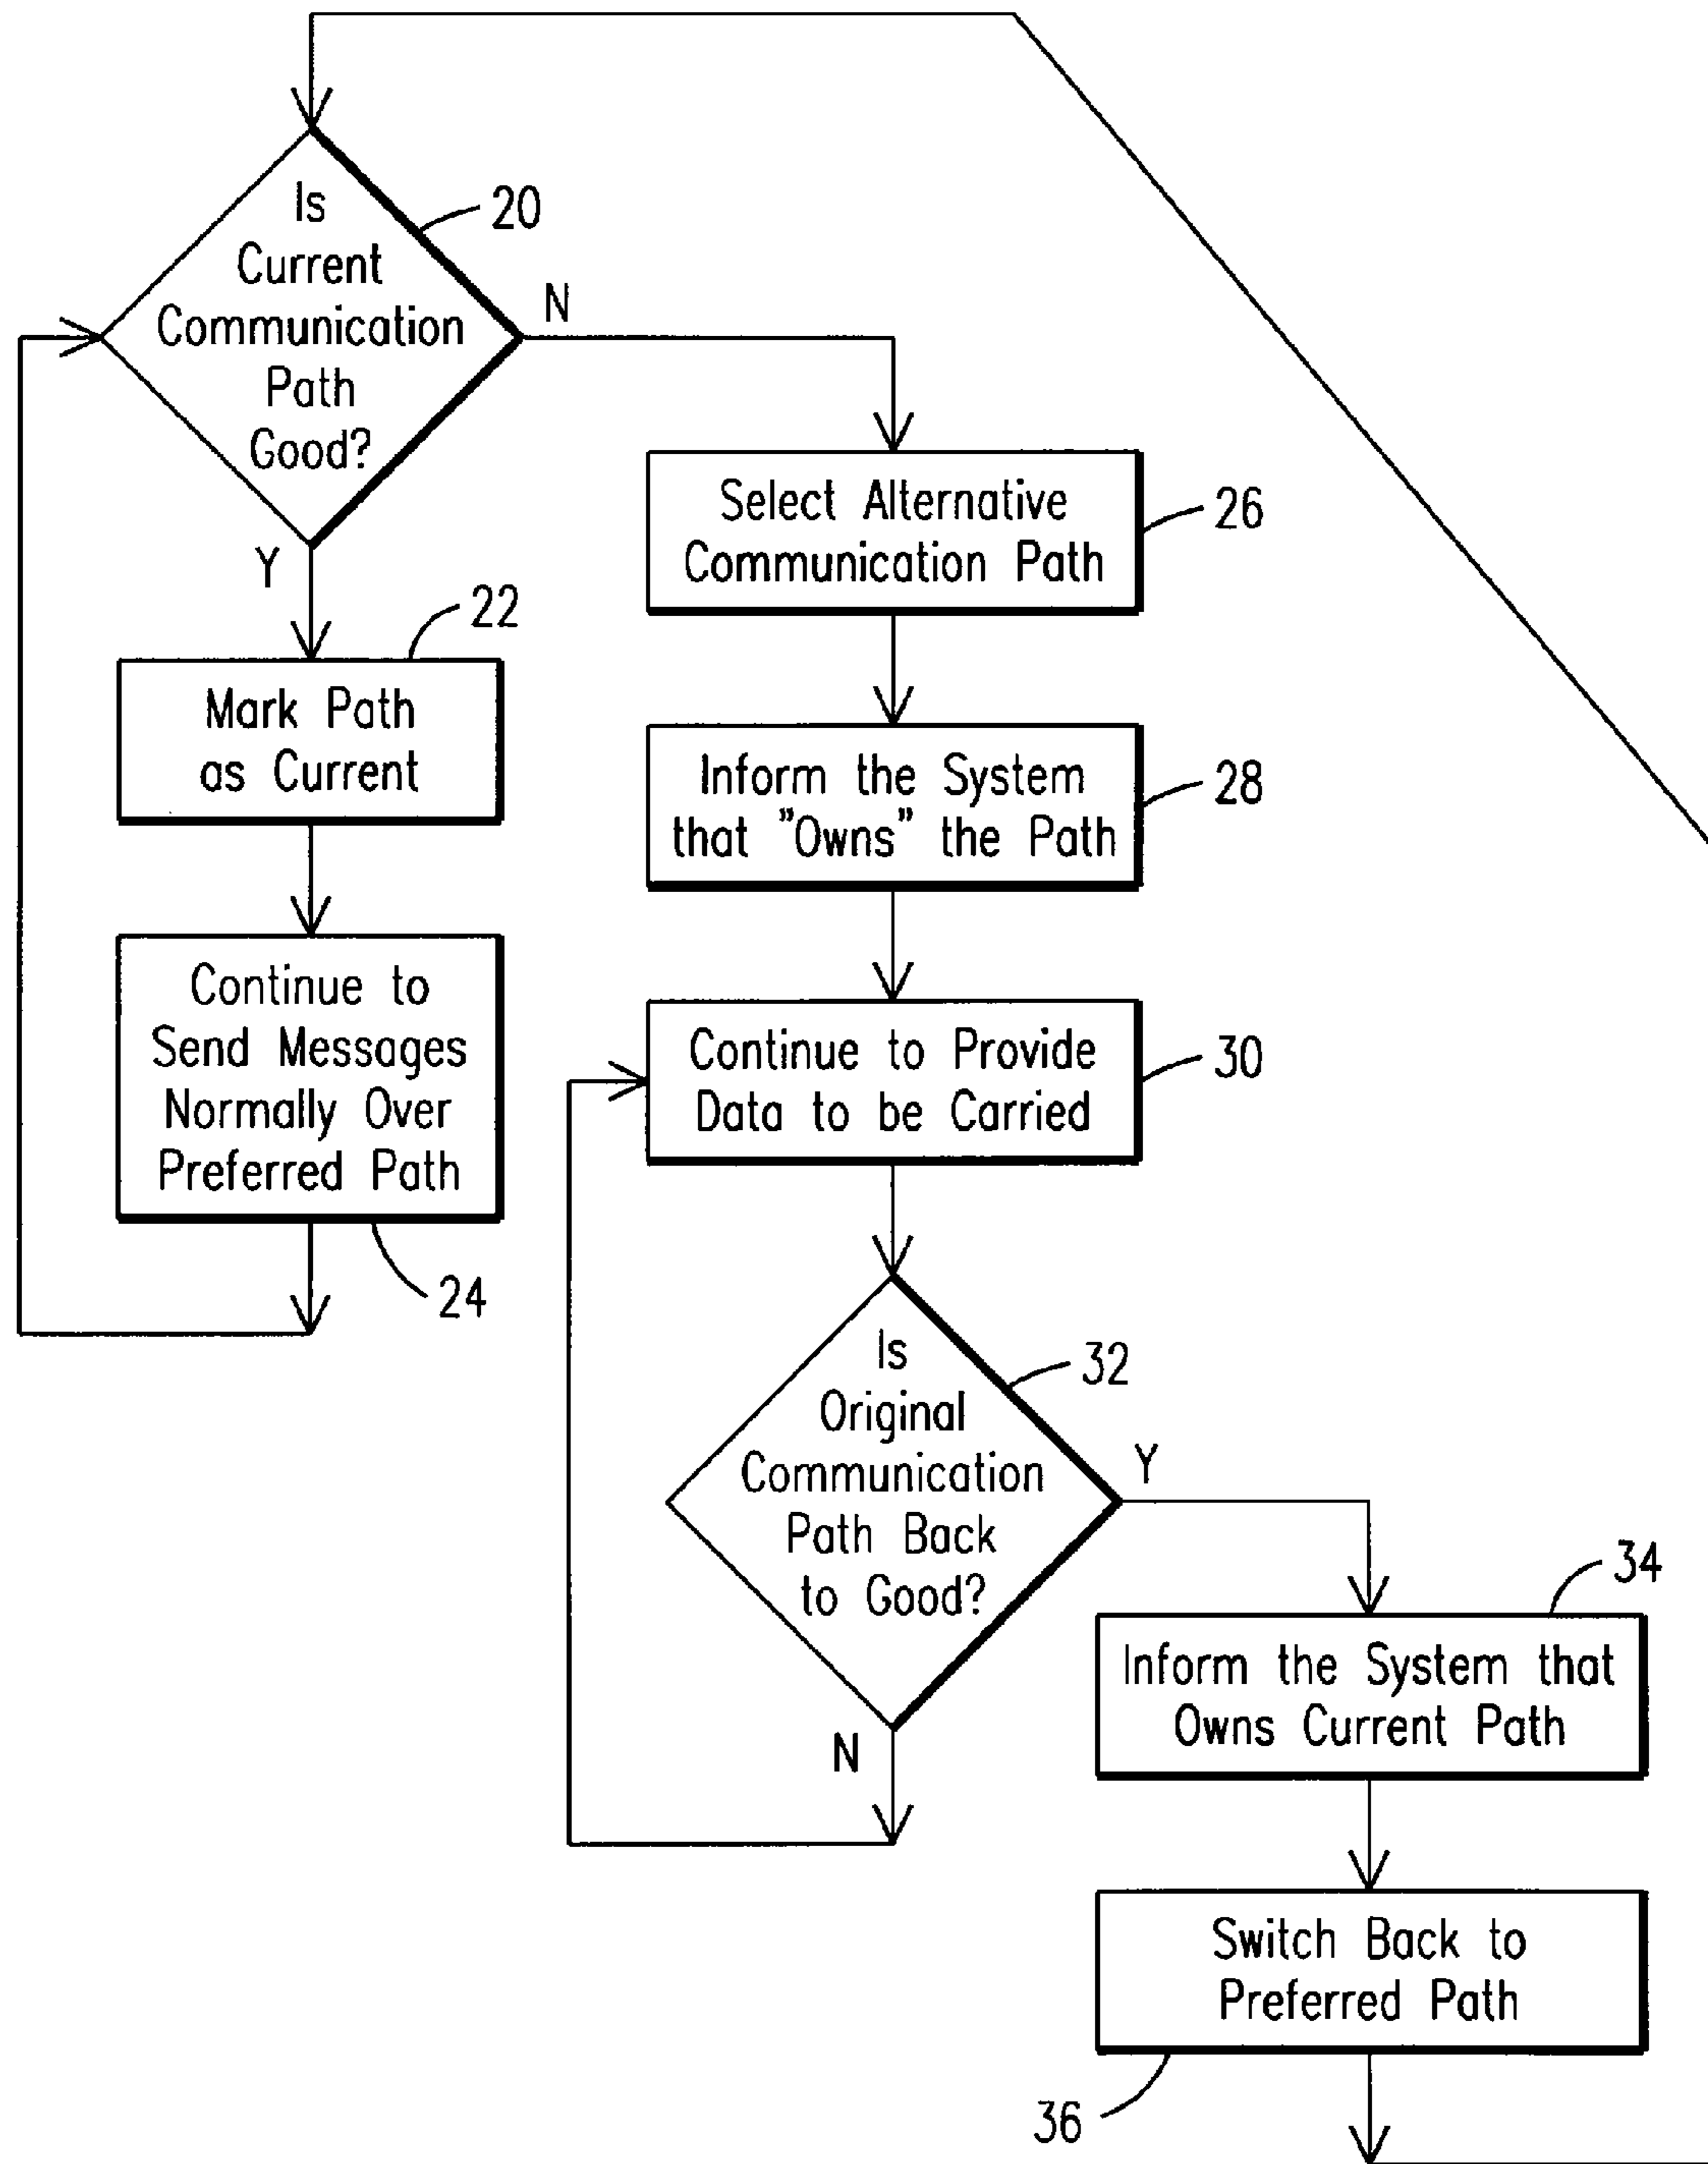 Is
Current
Communication
Path
Good?
20
N
Y
22
Mark Path
as Current
Continue to
Send Messages
Normally Over
Preferred Path
24
Select Alternative
Communication Path
26
Inform the System
that "Owns" the Path
28
Continue to Provide
Data to be Carried
30
Is
Original
Communication
Path Back
to Good?
32
Y
N
34
Inform the System that
Owns Current Path
Switch Back to
Preferred Path
36